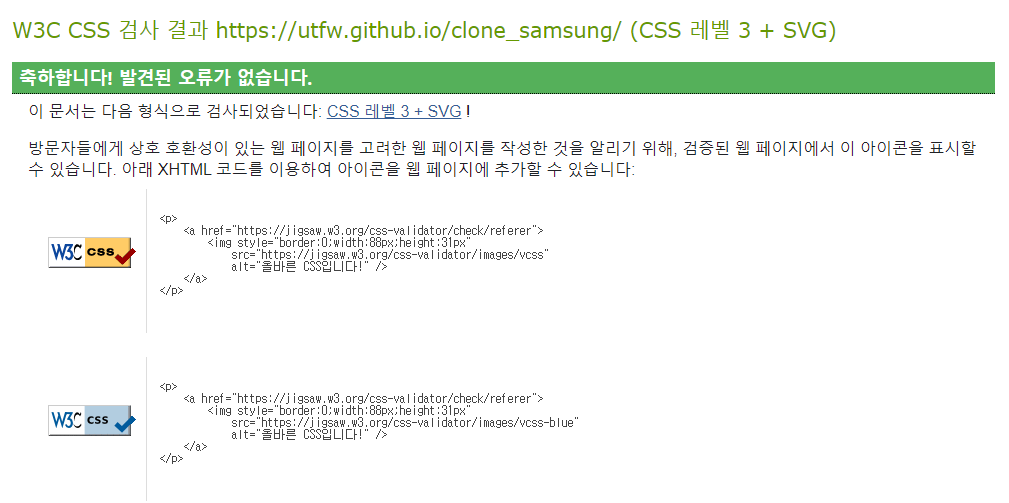 W3C CSS 검사 결과 https://utfw.github.io/clone_samsung/ (CSS 레벨 3 + SVG)
축하합니다! 발견된 오류가 없습니다.
이 문서는 다음 형식으로 검사되었습니다: CSS 레벨 3 + SVG !
방문자들에게 상호 호환성이 있는 웹 페이지를 고려한 웹 페이지를 작성한 것을 알리기 위해, 검증된 웹 페이지에서 이 아이콘을 표시할
수 있습니다. 아래 XHTML 코드를 이용하여 아이콘을 웹 페이지에 추가할 수 있습니다:
W3C css
<p>
<a href="https://jigsaw.w3.org/css-validator/check/referer">
<img style="border:0;width:88px;height:31px"
src="https://jigsaw.w3.org/css-validator/images/vcss"
alt="올바른 CSS입니다!" />
</a>
</p>
W3C css
<p>
<a href="https://jigsaw.w3.org/css-validator/check/referer">
<img style="border:0;width:88px;height:31px"
src="https://jigsaw.w3.org/css-validator/images/vcss-blue"
alt="올바른 CSS입니다!" />
</a>
</p>